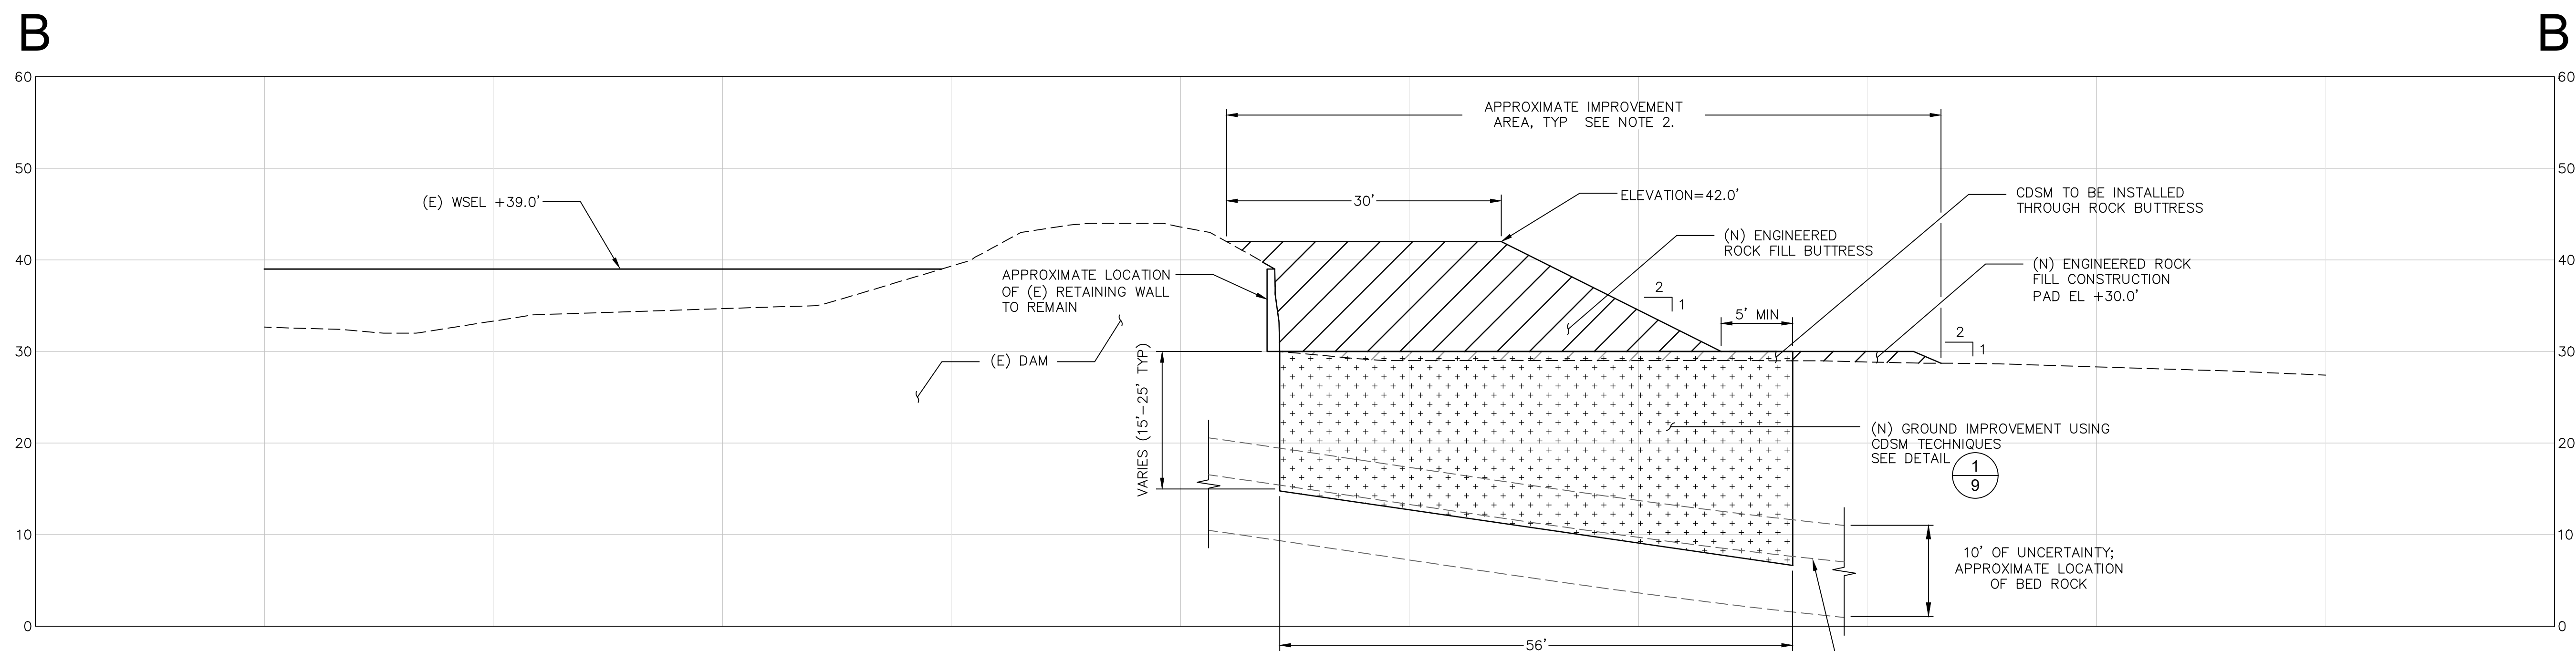 B
B
60
60
APPROXIMATE IMPROVEMENT
AREA, TYP SEE NOTE 2.
50
50
(E) WSEL +39.0'
30'
ELEVATION=42.0'
CDSM TO BE INSTALLED
THROUGH ROCK BUTTRESS
(N) ENGINEERED
ROCK FILL BUTTRESS
40
40
APPROXIMATE LOCATION
OF (E) RETAINING WALL
TO REMAIN
(N) ENGINEERED ROCK
FILL CONSTRUCTION
PAD EL +30.0'
2
1
5' MIN
2
1
30
30
(E) DAM
VARIES (15'-25' TYP)
20
20
(N) GROUND IMPROVEMENT USING
CDSM TECHNIQUES
SEE DETAIL
1
9
10
10
10' OF UNCERTAINTY;
APPROXIMATE LOCATION
OF BED ROCK
0
0
56'